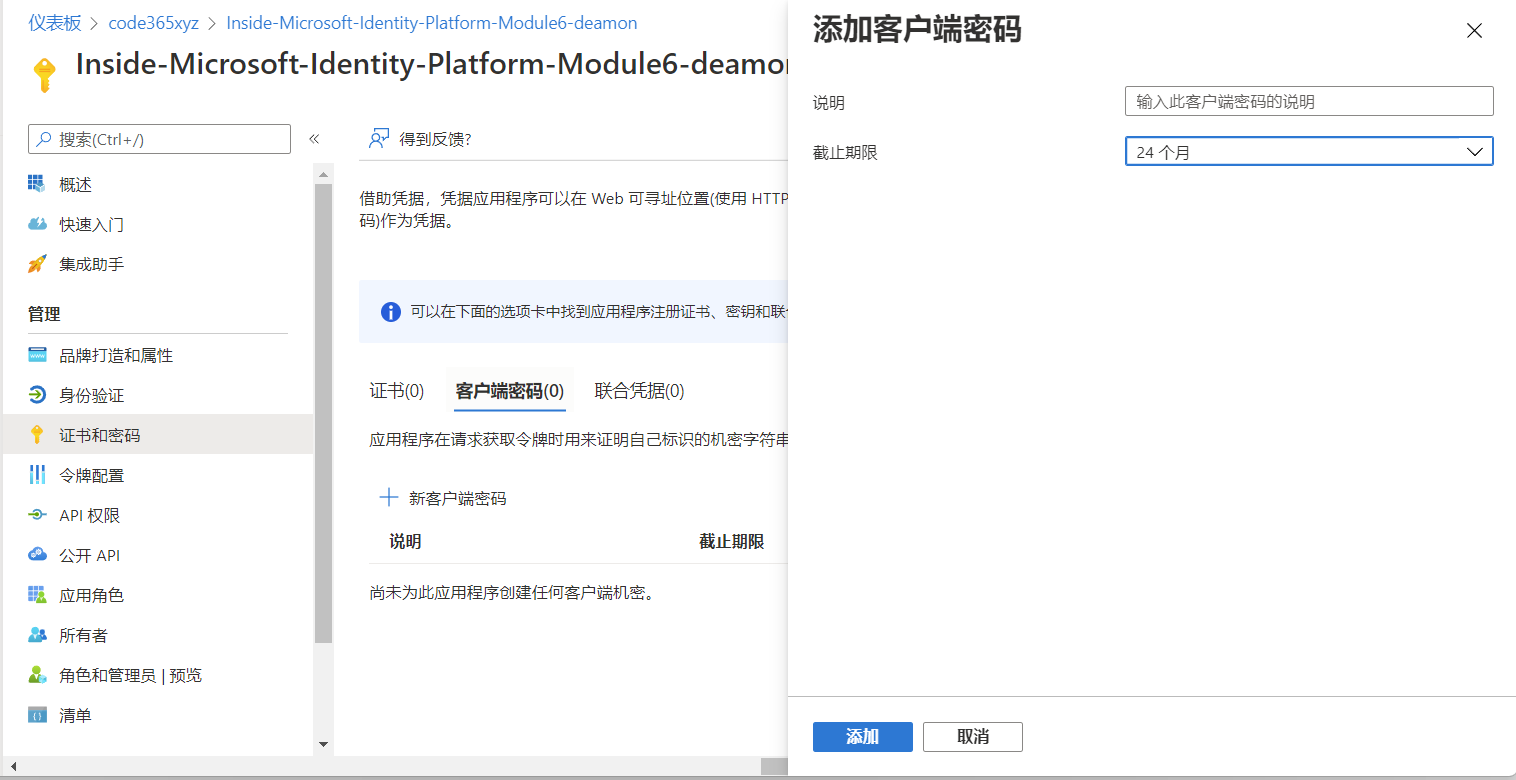 仪表板 > code365xyz > Inside-Microsoft-Identity-Platform-Module6-deamon
Inside-Microsoft-Identity-Platform-Module6-deamon
搜索(Ctrl+/)
概述
快速入门
集成助手
管理
品牌打造和属性
身份验证
证书和密码
令牌配置
API 权限
公开 API
应用角色
所有者
角色和管理员 | 预览
清单
得到反馈?
借助凭据，凭据应用程序可以在 Web 可寻址位置(使用 HTTP
码)作为凭据。
可以在下面的选项卡中找到应用程序注册证书、密钥和联
证书(0) 客户端密码(0) 联合凭据(0)
应用程序在请求获取令牌时用来证明自己标识的机密字符串
新客户端密码
说明 截止期限
尚未为此应用程序创建任何客户端机密。
添加客户端密码
说明 输入此客户端密码的说明
截止期限 24 个月
添加 取消